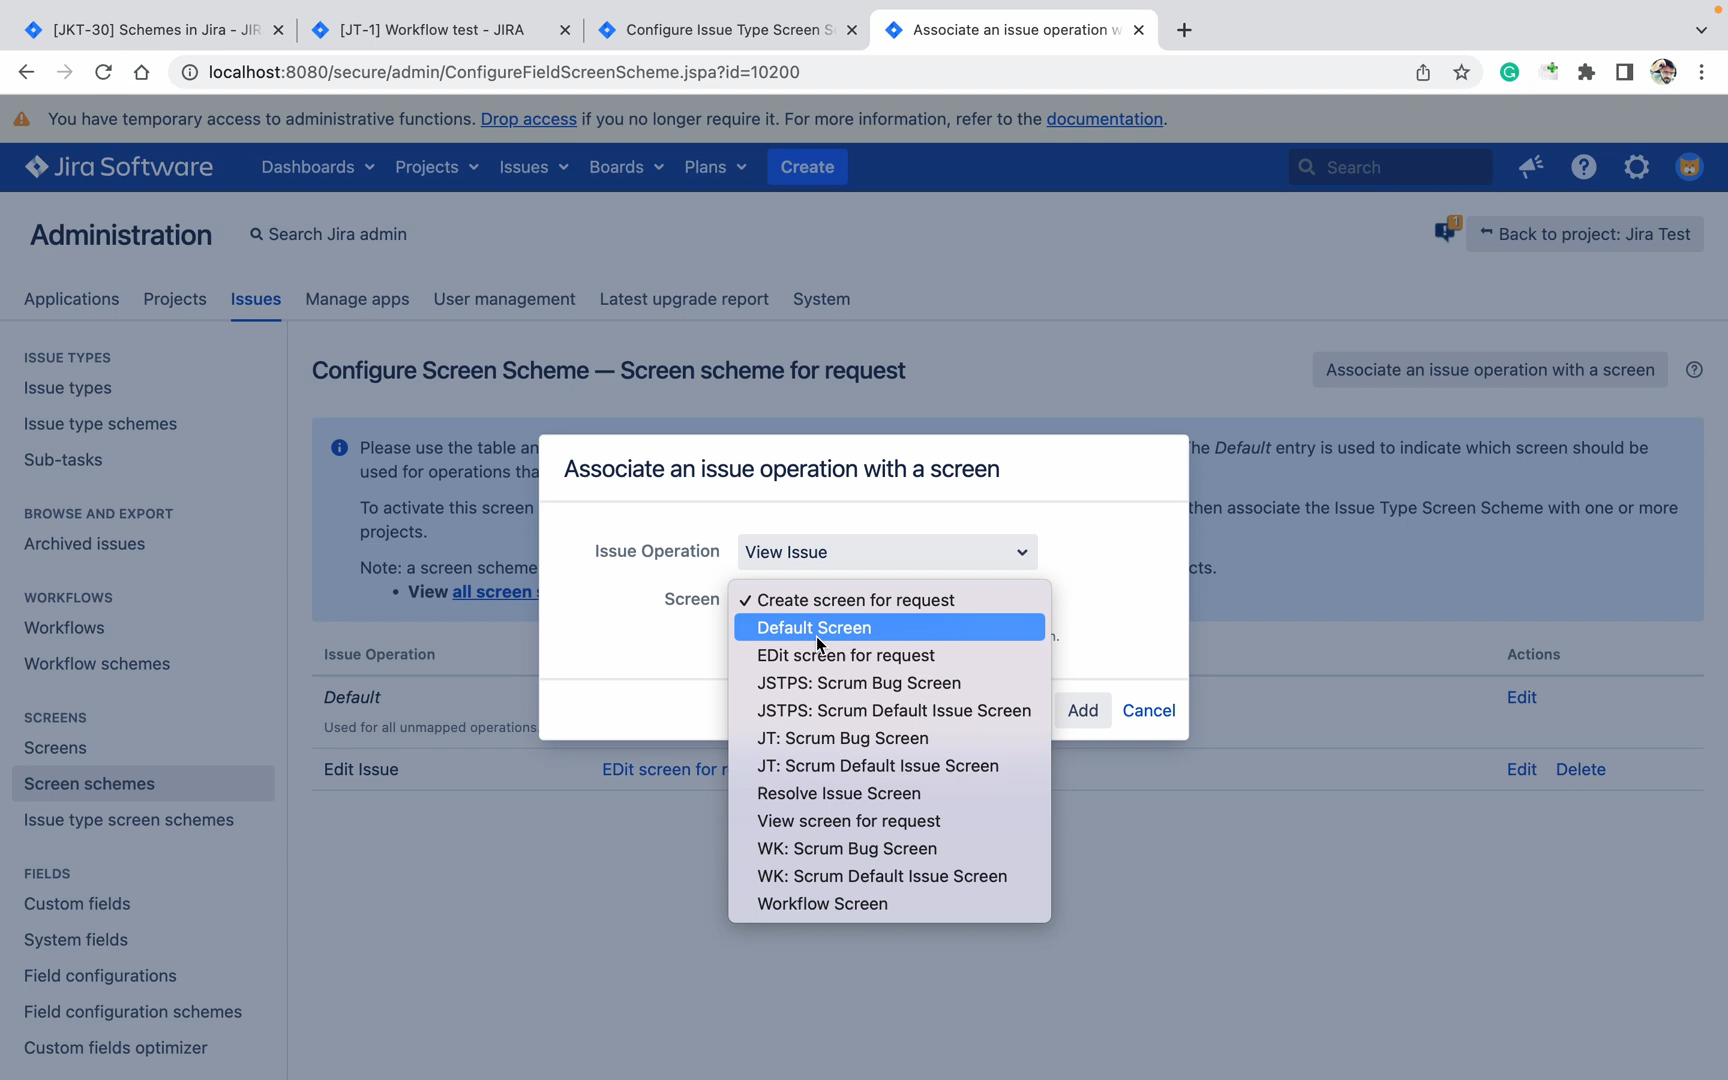 [JKT-30] Schemes in Jira - JIR
[JT-1] Workflow test - JIRA
Configure Issue Type Screen S
Associate an issue operation w
localhost:8080/secure/admin/ConfigureFieldScreenScheme.jspa?id=10200
You have temporary access to administrative functions. Drop access if you no longer require it. For more information, refer to the documentation.
Jira Software
Dashboards
Projects
Issues
Boards
Plans
Create
Search
Administration
Search Jira admin
1
Back to project: Jira Test
Applications
Projects
Issues
Manage apps
User management
Latest upgrade report
System
ISSUE TYPES
Issue types
Issue type schemes
Sub-tasks
BROWSE AND EXPORT
Archived issues
WORKFLOWS
Workflows
Workflow schemes
SCREENS
Screens
Screen schemes
Issue type screen schemes
FIELDS
Custom fields
System fields
Field configurations
Field configuration schemes
Custom fields optimizer
Configure Screen Scheme — Screen scheme for request
Associate an issue operation with a screen
Please use the table an
he Default entry is used to indicate which screen should be
used for operations tha
To activate this screen
then associate the Issue Type Screen Scheme with one or more
projects.
Note: a screen scheme
cts.
• View all screen s
Issue Operation
Actions
Default
Edit
Used for all unmapped operations.
Edit Issue
EDit screen for r
Edit
Delete
Associate an issue operation with a screen
Issue Operation
View Issue
Screen
Create screen for request
Default Screen
EDit screen for request
JSTPS: Scrum Bug Screen
JSTPS: Scrum Default Issue Screen
JT: Scrum Bug Screen
JT: Scrum Default Issue Screen
Resolve Issue Screen
View screen for request
WK: Scrum Bug Screen
WK: Scrum Default Issue Screen
Workflow Screen
n.
Add
Cancel